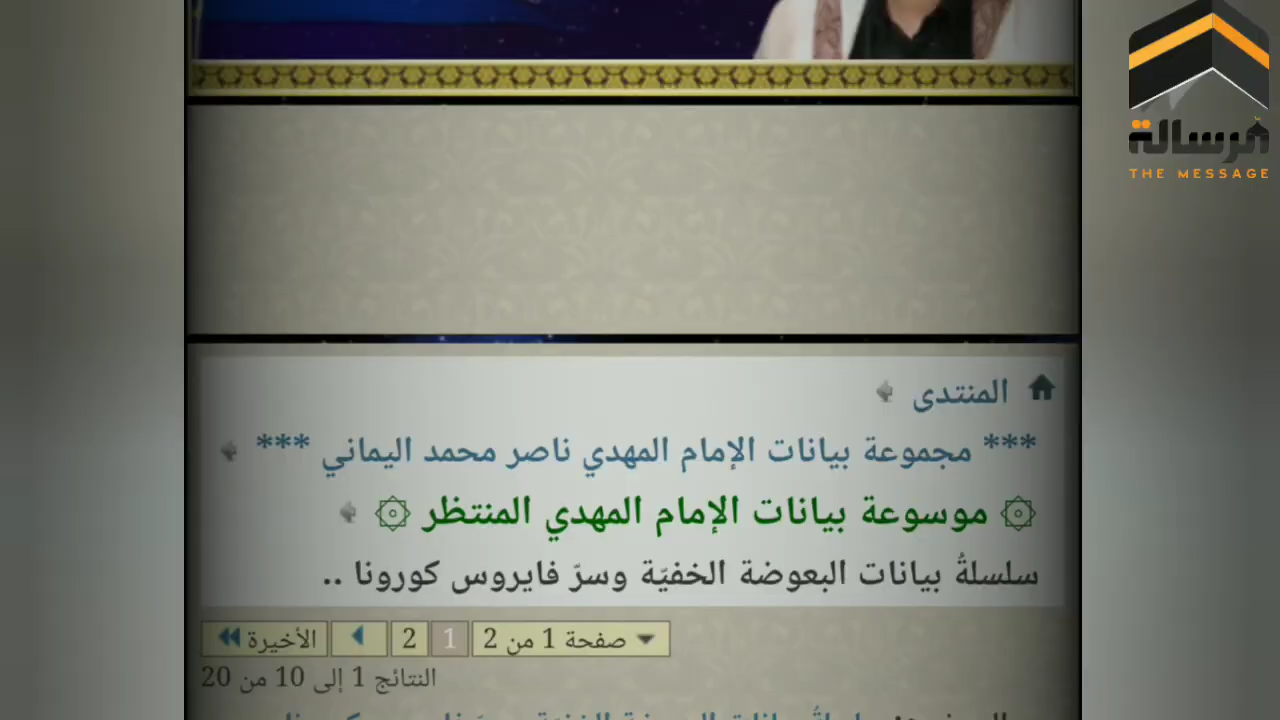 الرسالة
THE MESSAGE
المنتدى
*** مجموعة بيانات الإمام المهدي ناصر محمد اليماني ***
۞ موسوعة بيانات الإمام المهدي المنتظر ۞
سلسلةُ بيانات البعوضة الخفيّة وسرّ فايروس كورونا ..
صفحة 1 من 2 1 2 الأخيرة
النتائج 1 إلى 10 من 20